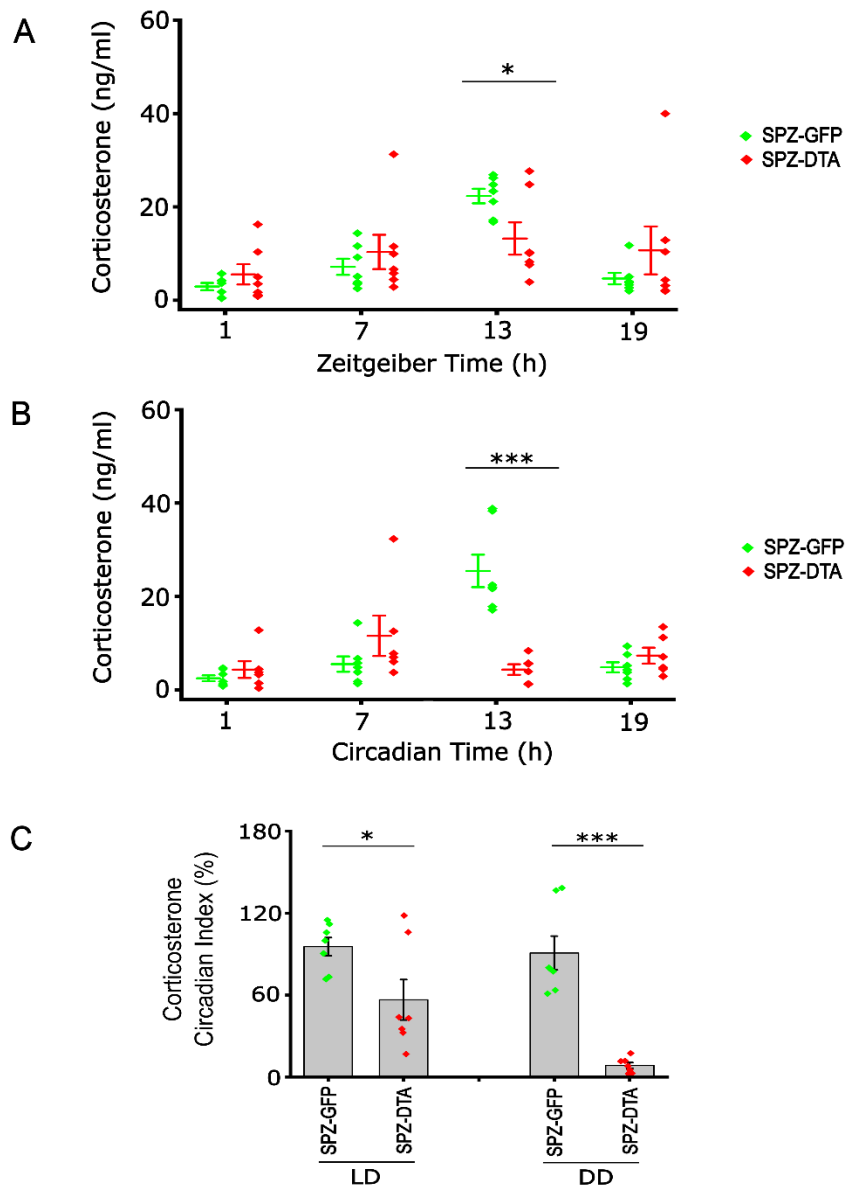 A
Corticosterone (ng/ml)
60
40
20
0
*
SPZ-GFP
SPZ-DTA
1 7 13 19
Zeitgeiber Time (h)
B
Corticosterone (ng/ml)
60
40
20
0
***
SPZ-GFP
SPZ-DTA
1 7 13 19
Circadian Time (h)
C
Corticosterone
Circadian Index (%)
180
120
60
0
* ***
SPZ-GFP SPZ-DTA SPZ-GFP SPZ-DTA
LD DD